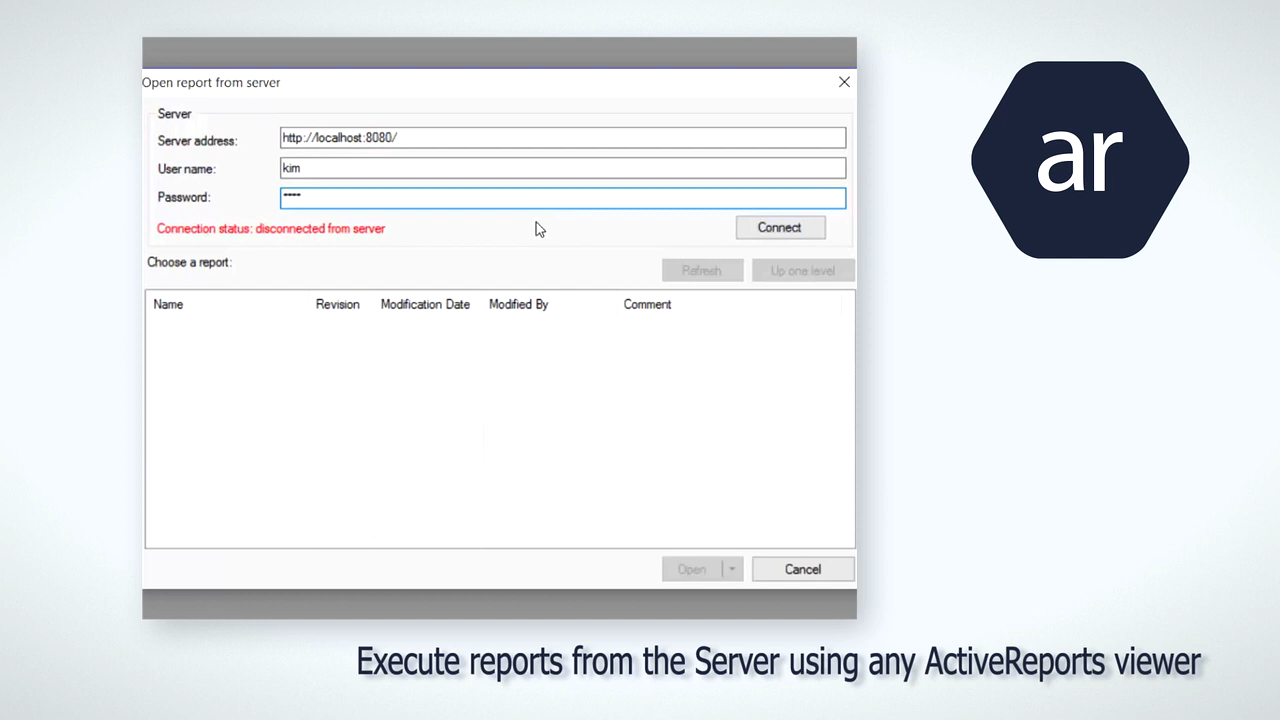 Open report from server
Server
Server address: http://localhost:8080/
User name: kim
Password: ****
Connection status: disconnected from server
Connect
Choose a report:
Refresh Up one level
Name Revision Modification Date Modified By Comment
Open Cancel
ar
Execute reports from the Server using any ActiveReports viewer